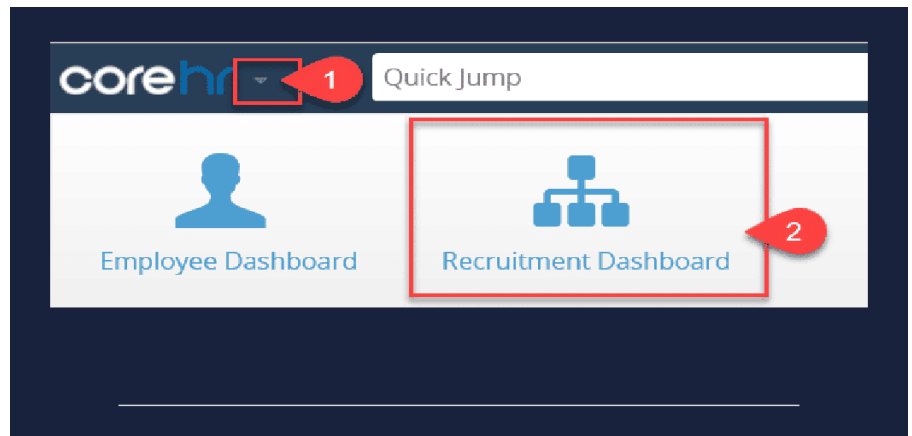 corehr
1
Quick Jump
Employee Dashboard
Recruitment Dashboard
2